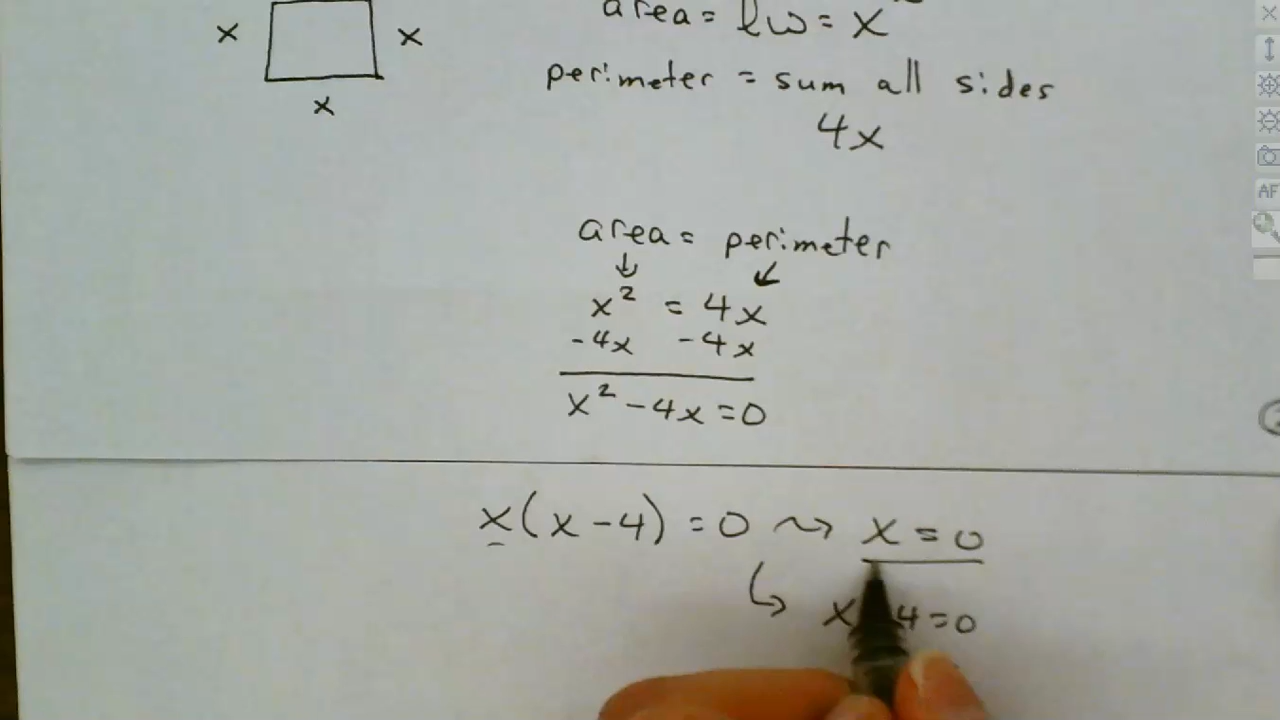 x x
x
area = lw = x
perimeter = sum all sides
4x
area = perimeter
↓ ↙
x² = 4x
-4x -4x
x² - 4x = 0
x(x-4) = 0 ⇝ x = 0
↳ x 4 = 0
AF